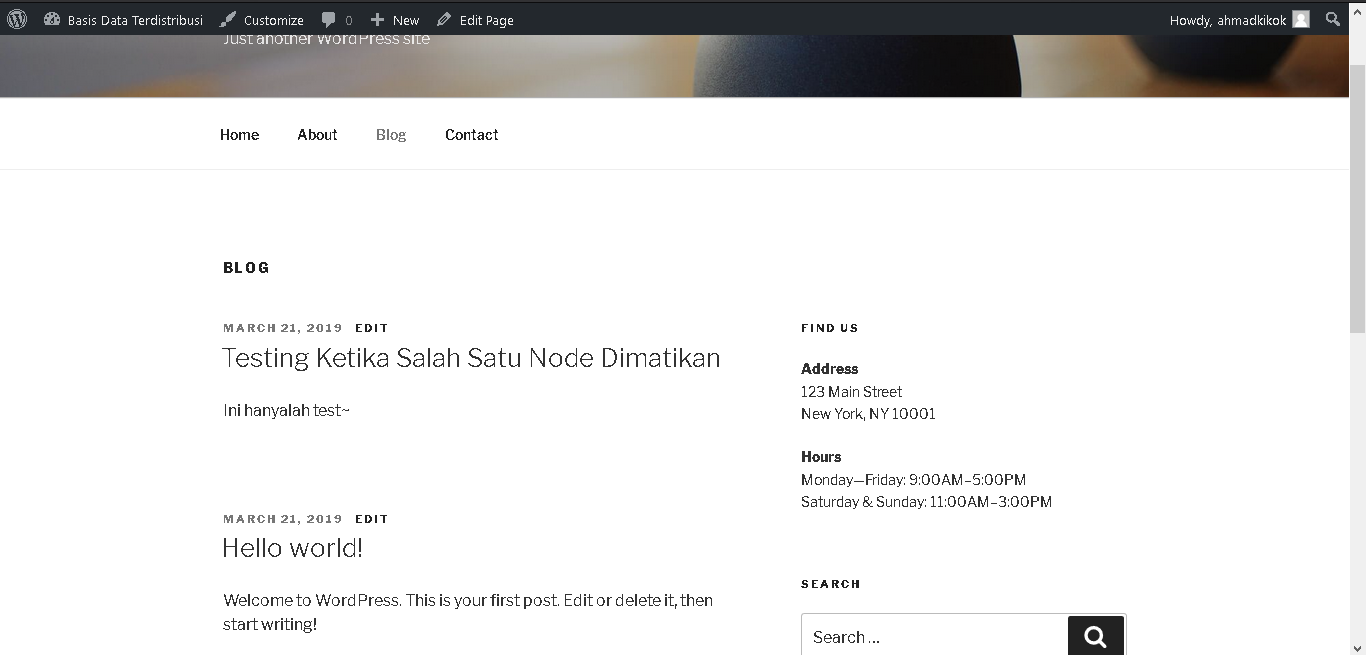 Basis Data Terdistribusi Customize 0 New Edit Page Howdy, ahmadkikok
Just another WordPress site
Home About Blog Contact
BLOG
MARCH 21, 2019 EDIT
Testing Ketika Salah Satu Node Dimatikan
Ini hanyalah test~
MARCH 21, 2019 EDIT
Hello world!
Welcome to WordPress. This is your first post. Edit or delete it, then
start writing!
FIND US
Address
123 Main Street
New York, NY 10001
Hours
Monday—Friday: 9:00AM–5:00PM
Saturday & Sunday: 11:00AM–3:00PM
SEARCH
Search …